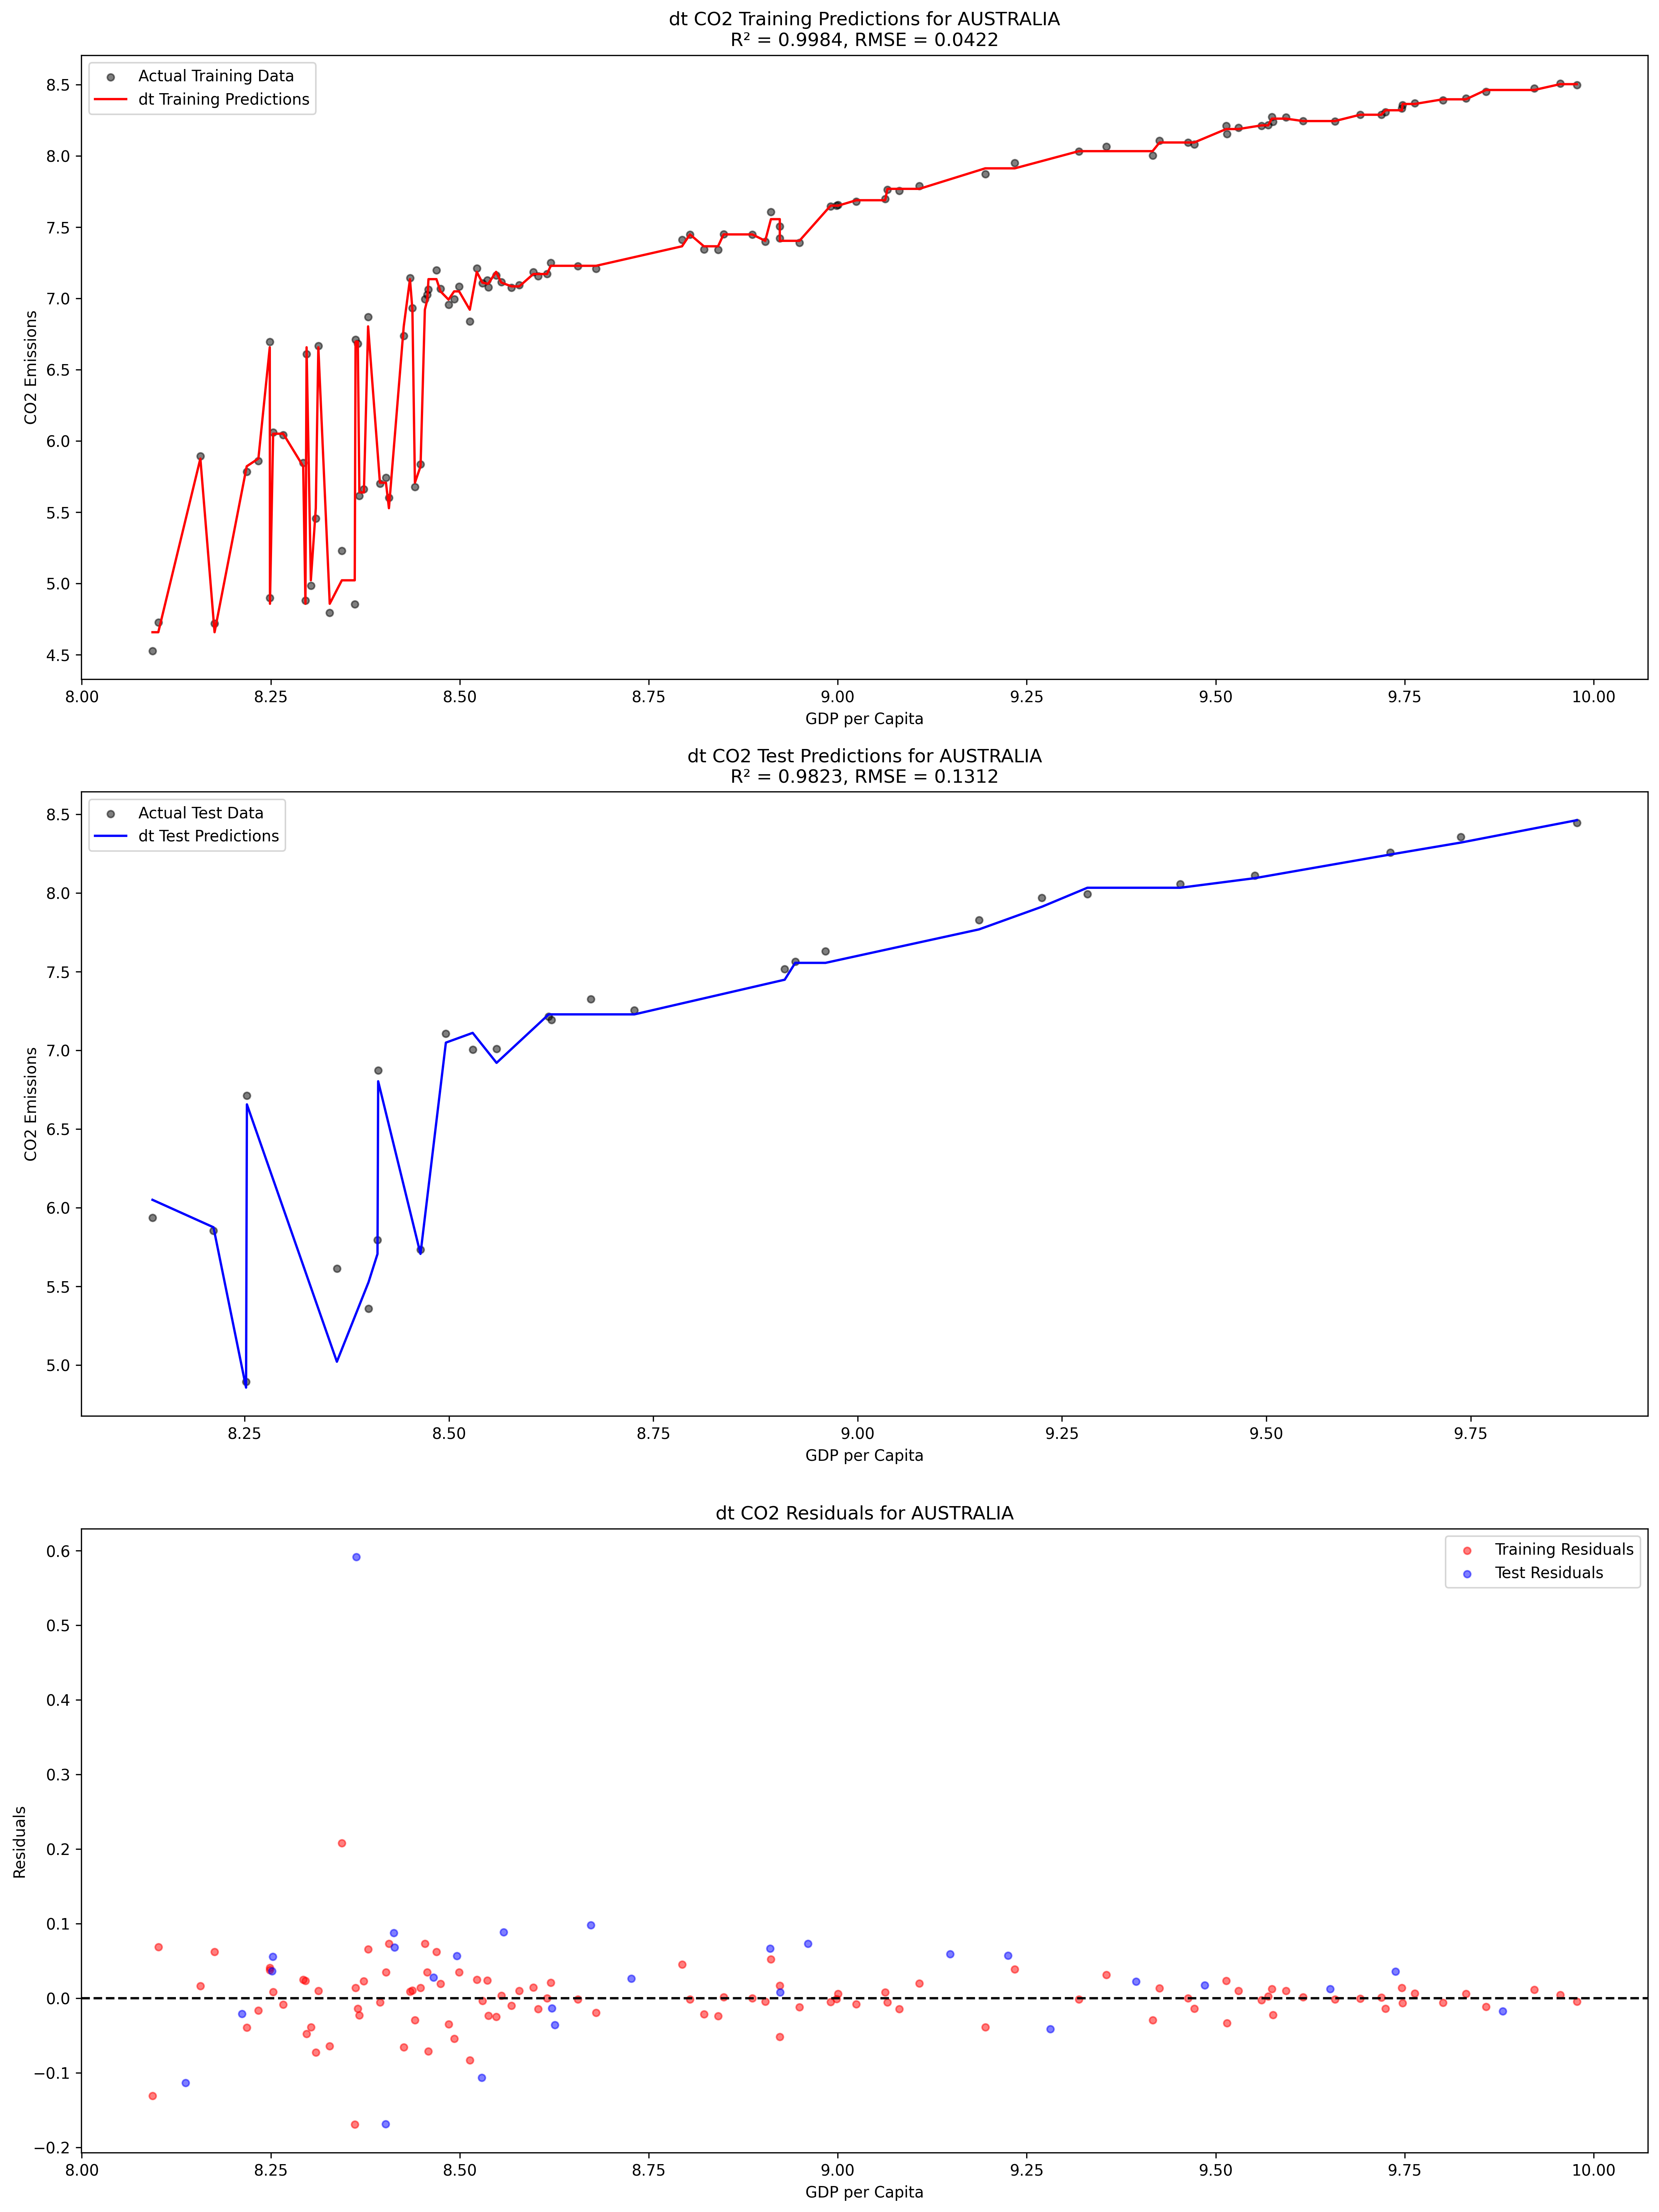 dt CO2 Training Predictions for AUSTRALIA
R² = 0.9984, RMSE = 0.0422
Actual Training Data
dt Training Predictions
CO2 Emissions
8.5
8.0
7.5
7.0
6.5
6.0
5.5
5.0
4.5
8.00 8.25 8.50 8.75 9.00 9.25 9.50 9.75 10.00
GDP per Capita
dt CO2 Test Predictions for AUSTRALIA
R² = 0.9823, RMSE = 0.1312
Actual Test Data
dt Test Predictions
CO2 Emissions
8.5
8.0
7.5
7.0
6.5
6.0
5.5
5.0
8.25 8.50 8.75 9.00 9.25 9.50 9.75
GDP per Capita
dt CO2 Residuals for AUSTRALIA
Training Residuals
Test Residuals
Residuals
0.6
0.5
0.4
0.3
0.2
0.1
0.0
−0.1
−0.2
8.00 8.25 8.50 8.75 9.00 9.25 9.50 9.75 10.00
GDP per Capita